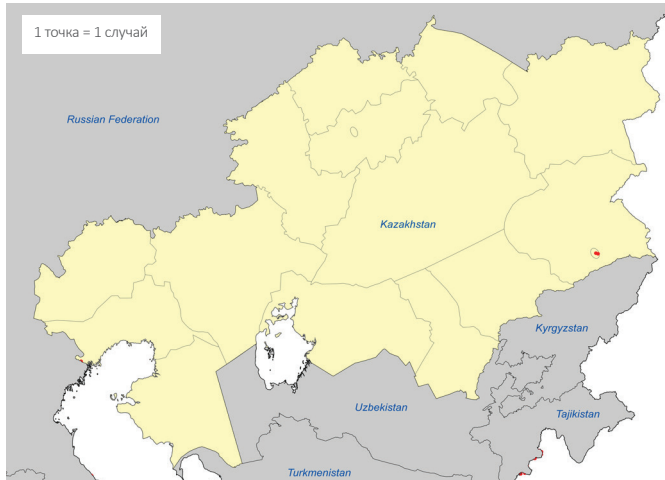 1 точка = 1 случай
Russian Federation
Kazakhstan
Kyrgyzstan
Uzbekistan
Tajikistan
Turkmenistan